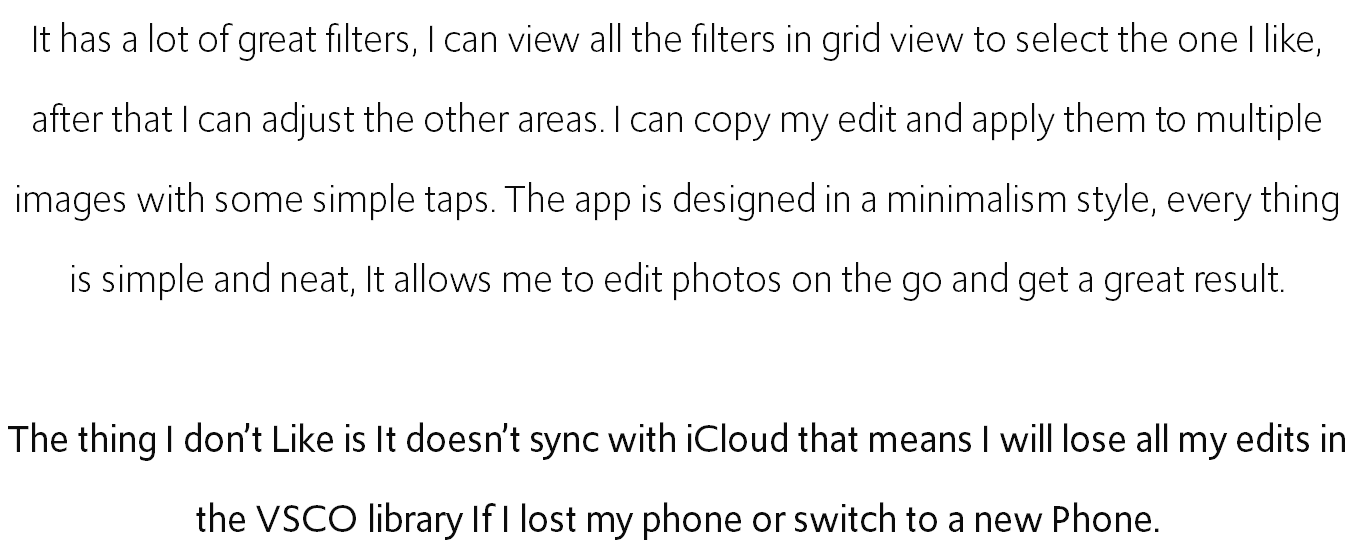 It has a lot of great filters, I can view all the filters in grid view to select the one I like,
after that I can adjust the other areas. I can copy my edit and apply them to multiple
images with some simple taps. The app is designed in a minimalism style, every thing
is simple and neat, It allows me to edit photos on the go and get a great result.
The thing I don’t Like is It doesn’t sync with iCloud that means I will lose all my edits in
the VSCO library If I lost my phone or switch to a new Phone.